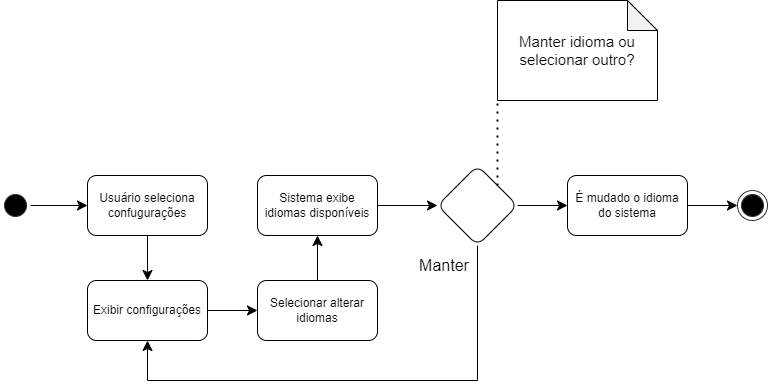 Manter idioma ou
selecionar outro?
Usuário seleciona
confugurações
Sistema exibe
idiomas disponíveis
É mudado o idioma
do sistema
Manter
Exibir configurações
Selecionar alterar
idiomas